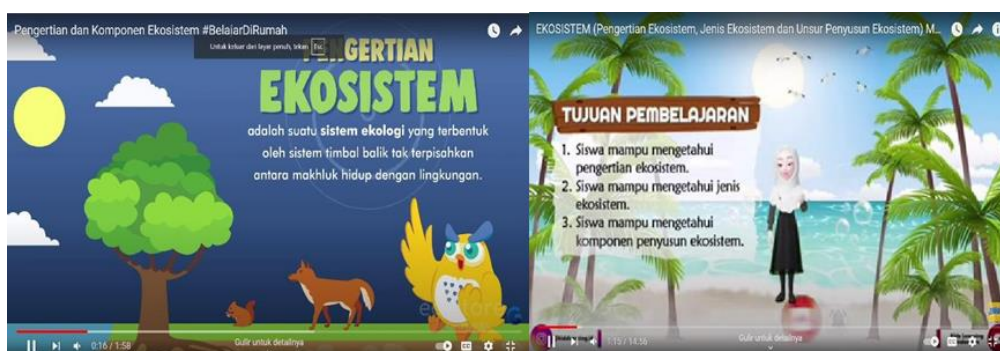 Pengertian dan Komponen Ekosistem #BelajarDiRumah
Untuk keluar dari layar penuh, tekan Esc
PENGERTIAN
EKOSISTEM
adalah suatu sistem ekologi yang terbentuk
oleh sistem timbal balik tak terpisahkan
antara makhluk hidup dengan lingkungan.
0:16 / 1:58
Gulir untuk detailnya
EKOSISTEM (Pengertian Ekosistem, Jenis Ekosistem dan Unsur Penyusun Ekosistem) M...
TUJUAN PEMBELAJARAN
1. Siswa mampu mengetahui
pengertian ekosistem.
2. Siswa mampu mengetahui jenis
ekosistem.
3. Siswa mampu mengetahui
komponen penyusun ekosistem.
1:15 / 14:56
Gulir untuk detailnya